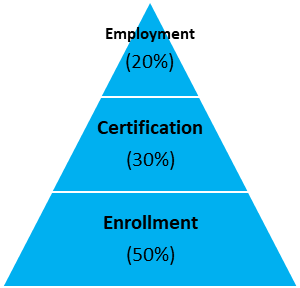 Employment
(20%)
Certification
(30%)
Enrollment
(50%)